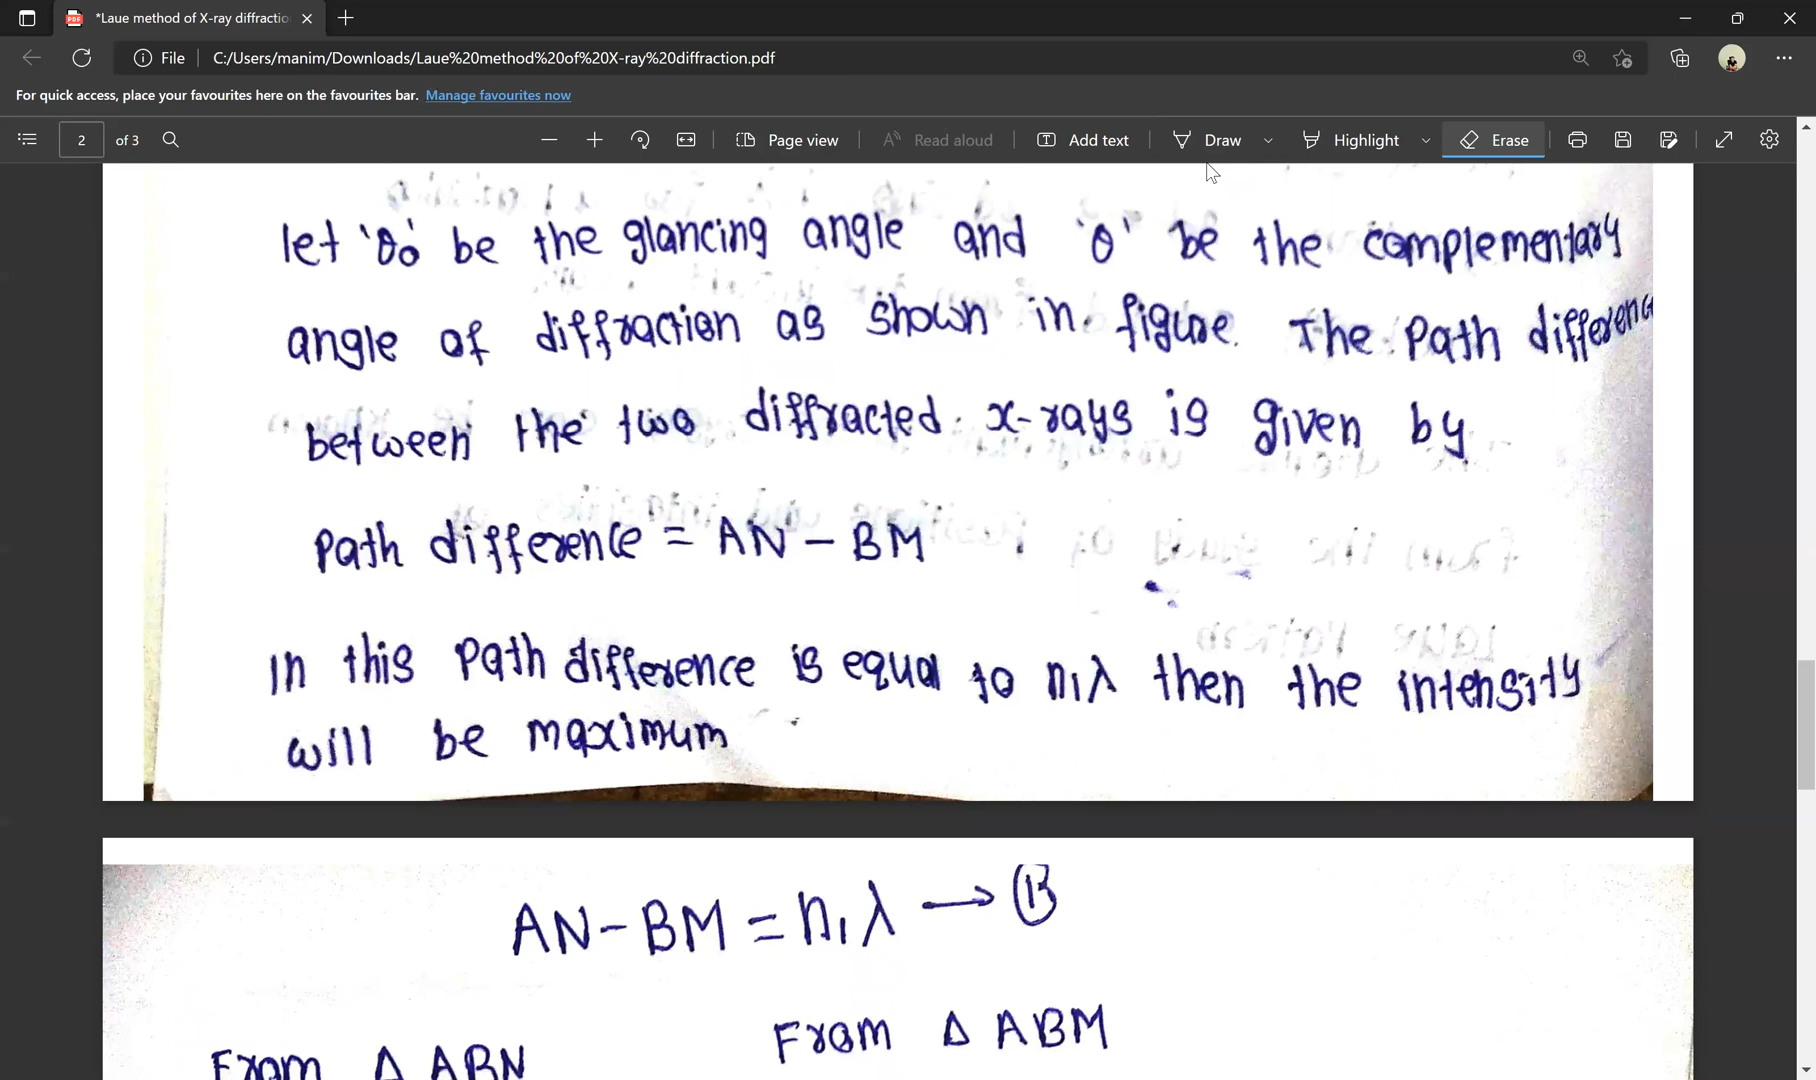 *Laue method of X-ray diffractio
File C:/Users/manim/Downloads/Laue%20method%20of%20X-ray%20diffraction.pdf
For quick access, place your favourites here on the favourites bar. Manage favourites now
2 of 3 Page view Read aloud Add text Draw Highlight Erase
let 'θ₀' be the glancing angle and 'θ' be the complementary
angle of diffraction as shown in figure. The Path difference
between the two diffracted x-rays is given by
Path difference = AN - BM
In this Path difference is equal to n₁λ then the intensity
will be maximum
AN-BM = n₁λ → B
From Δ ABM
From Δ ABN